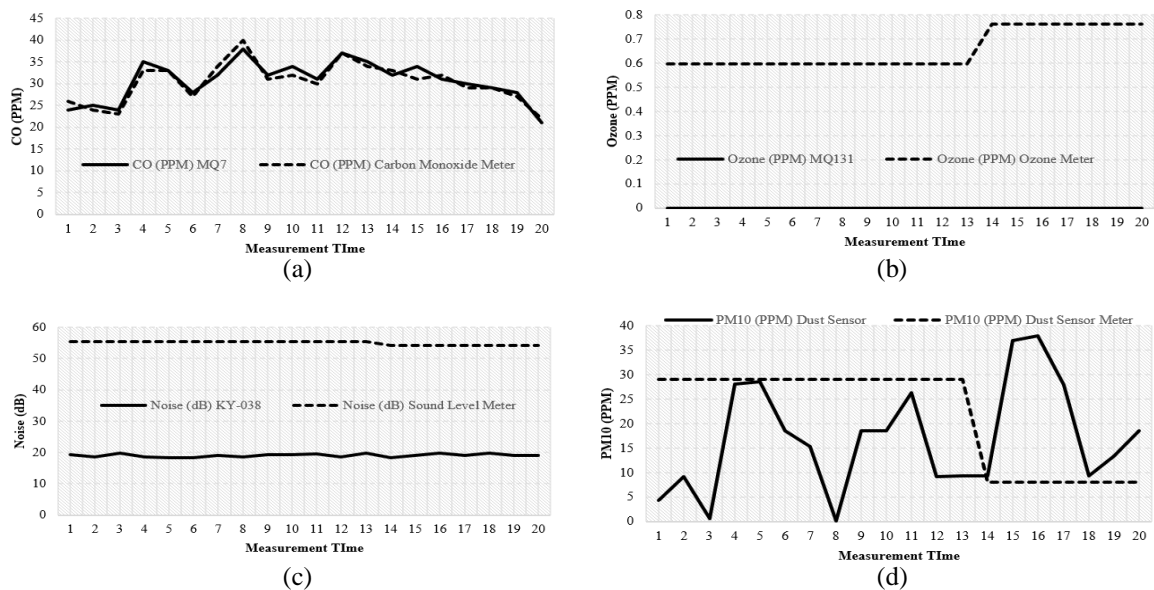 45
40
35
30
25
20
15
10
5
0
CO (PPM)
CO (PPM) MQ7 CO (PPM) Carbon Monoxide Meter
1 2 3 4 5 6 7 8 9 10 11 12 13 14 15 16 17 18 19 20
Measurement TIme
(a)
0.8
0.7
0.6
0.5
0.4
0.3
0.2
0.1
0
Ozone (PPM)
Ozone (PPM) MQ131 Ozone (PPM) Ozone Meter
1 2 3 4 5 6 7 8 9 10 11 12 13 14 15 16 17 18 19 20
Measurement TIme
(b)
60
50
40
30
20
10
0
Noise (dB)
Noise (dB) KY-038 Noise (dB) Sound Level Meter
1 2 3 4 5 6 7 8 9 10 11 12 13 14 15 16 17 18 19 20
Measurement TIme
(c)
PM10 (PPM) Dust Sensor PM10 (PPM) Dust Sensor Meter
40
35
30
25
20
15
10
5
0
PM10 (PPM)
1 2 3 4 5 6 7 8 9 10 11 12 13 14 15 16 17 18 19 20
Measurement TIme
(d)